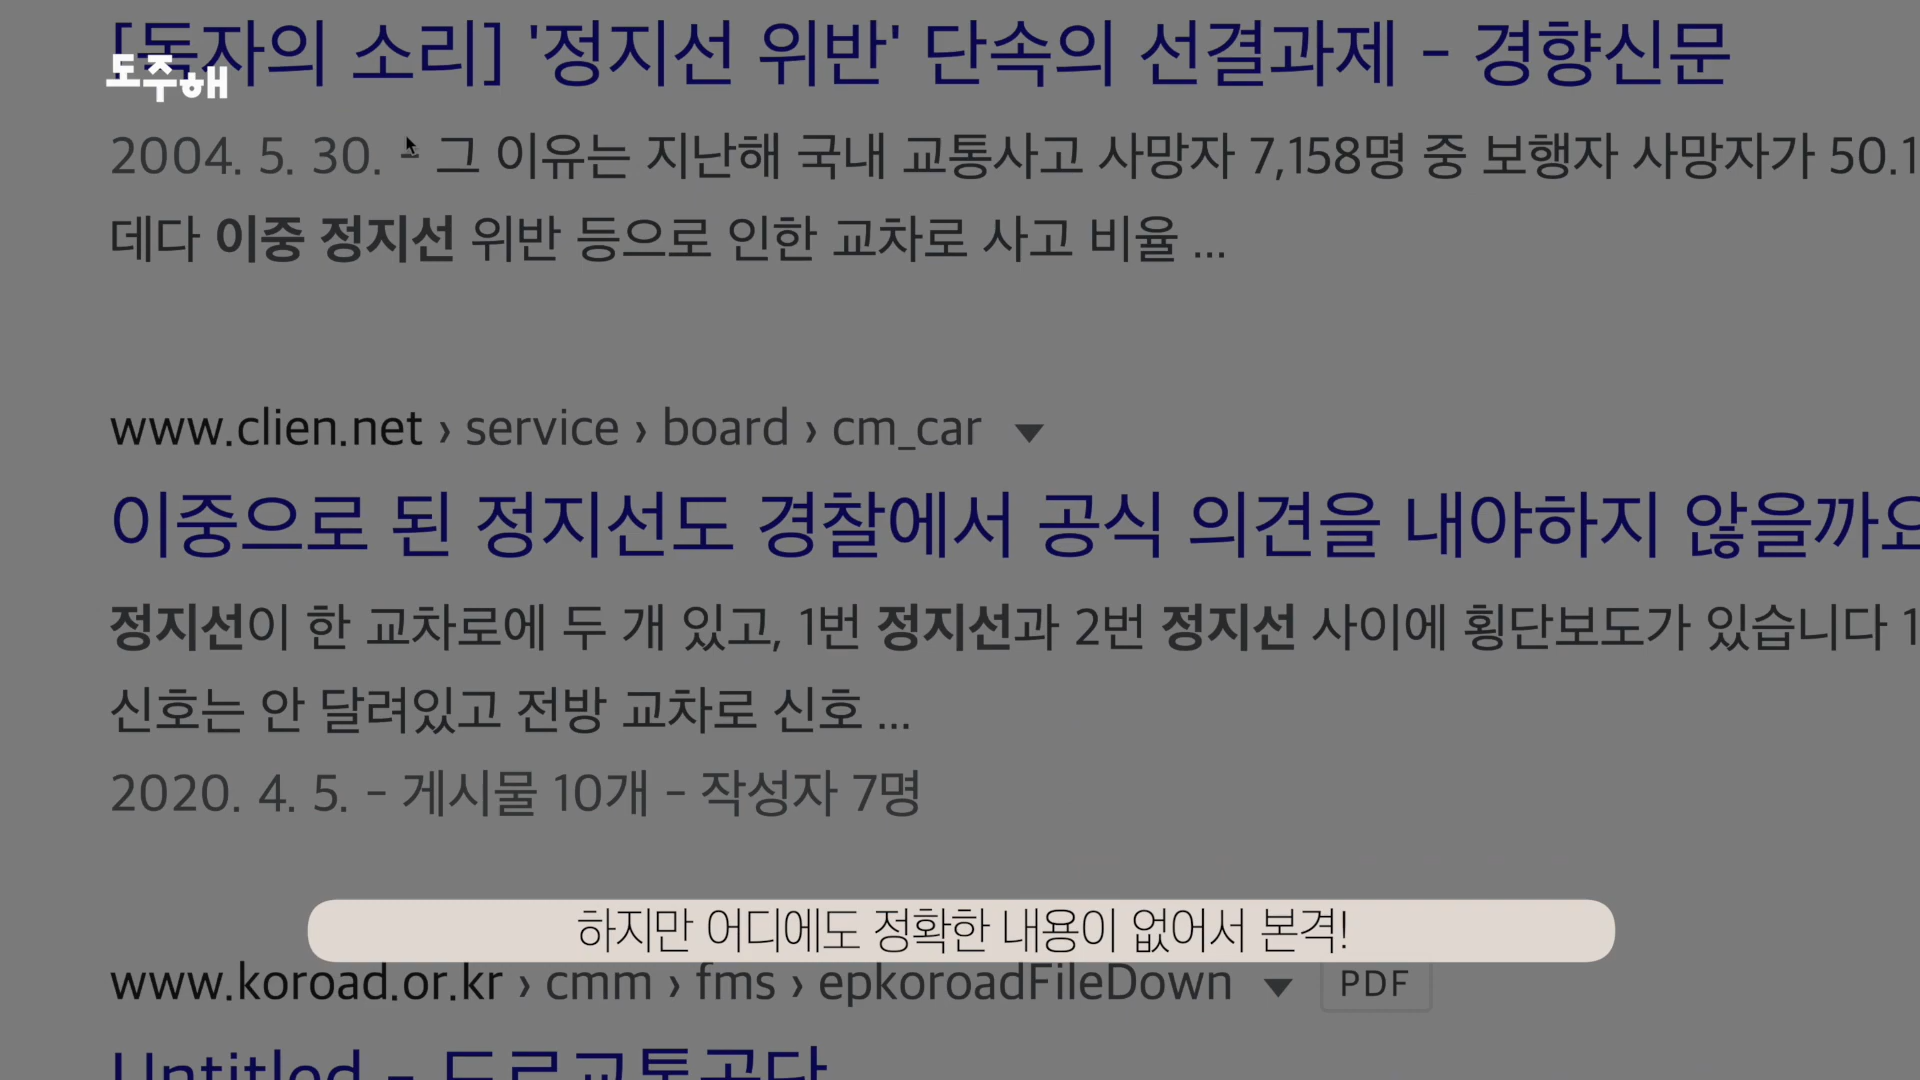 [독자의 소리] '정지선 위반' 단속의 선결과제 - 경향신문
도주해
2004. 5. 30. - 그 이유는 지난해 국내 교통사고 사망자 7,158명 중 보행자 사망자가 50.1
데다 이중 정지선 위반 등으로 인한 교차로 사고 비율 ...
www.clien.net › service › board › cm_car
이중으로 된 정지선도 경찰에서 공식 의견을 내야하지 않을까요
정지선이 한 교차로에 두 개 있고, 1번 정지선과 2번 정지선 사이에 횡단보도가 있습니다 1
신호는 안 달려있고 전방 교차로 신호 ...
2020. 4. 5. - 게시물 10개 - 작성자 7명
하지만 어디에도 정확한 내용이 없어서 본격!
www.koroad.or.kr › cmm › fms › epkoroadFileDown PDF
Untitled - 도로교통공단